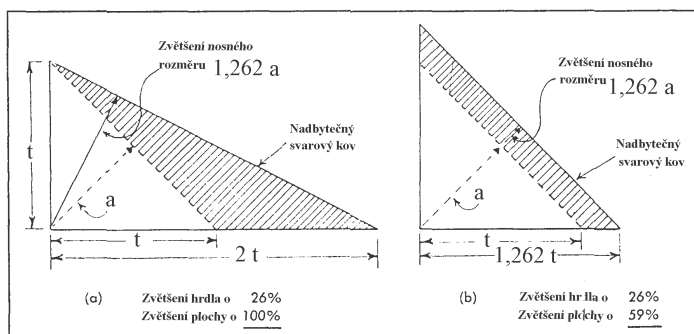 Zvětšení nosného
rozměru 1,262 a
Nadbytečný
svarový kov
t
a
t
2 t
(a)
Zvětšení hrdla o 26%
Zvětšení plochy o 100%
Zvětšení nosného
rozměru
1,262 a
Nadbytečný
svarový kov
a
t
1,262 t
(b)
Zvětšení hrdla o 26%
Zvětšení plochy o 59%